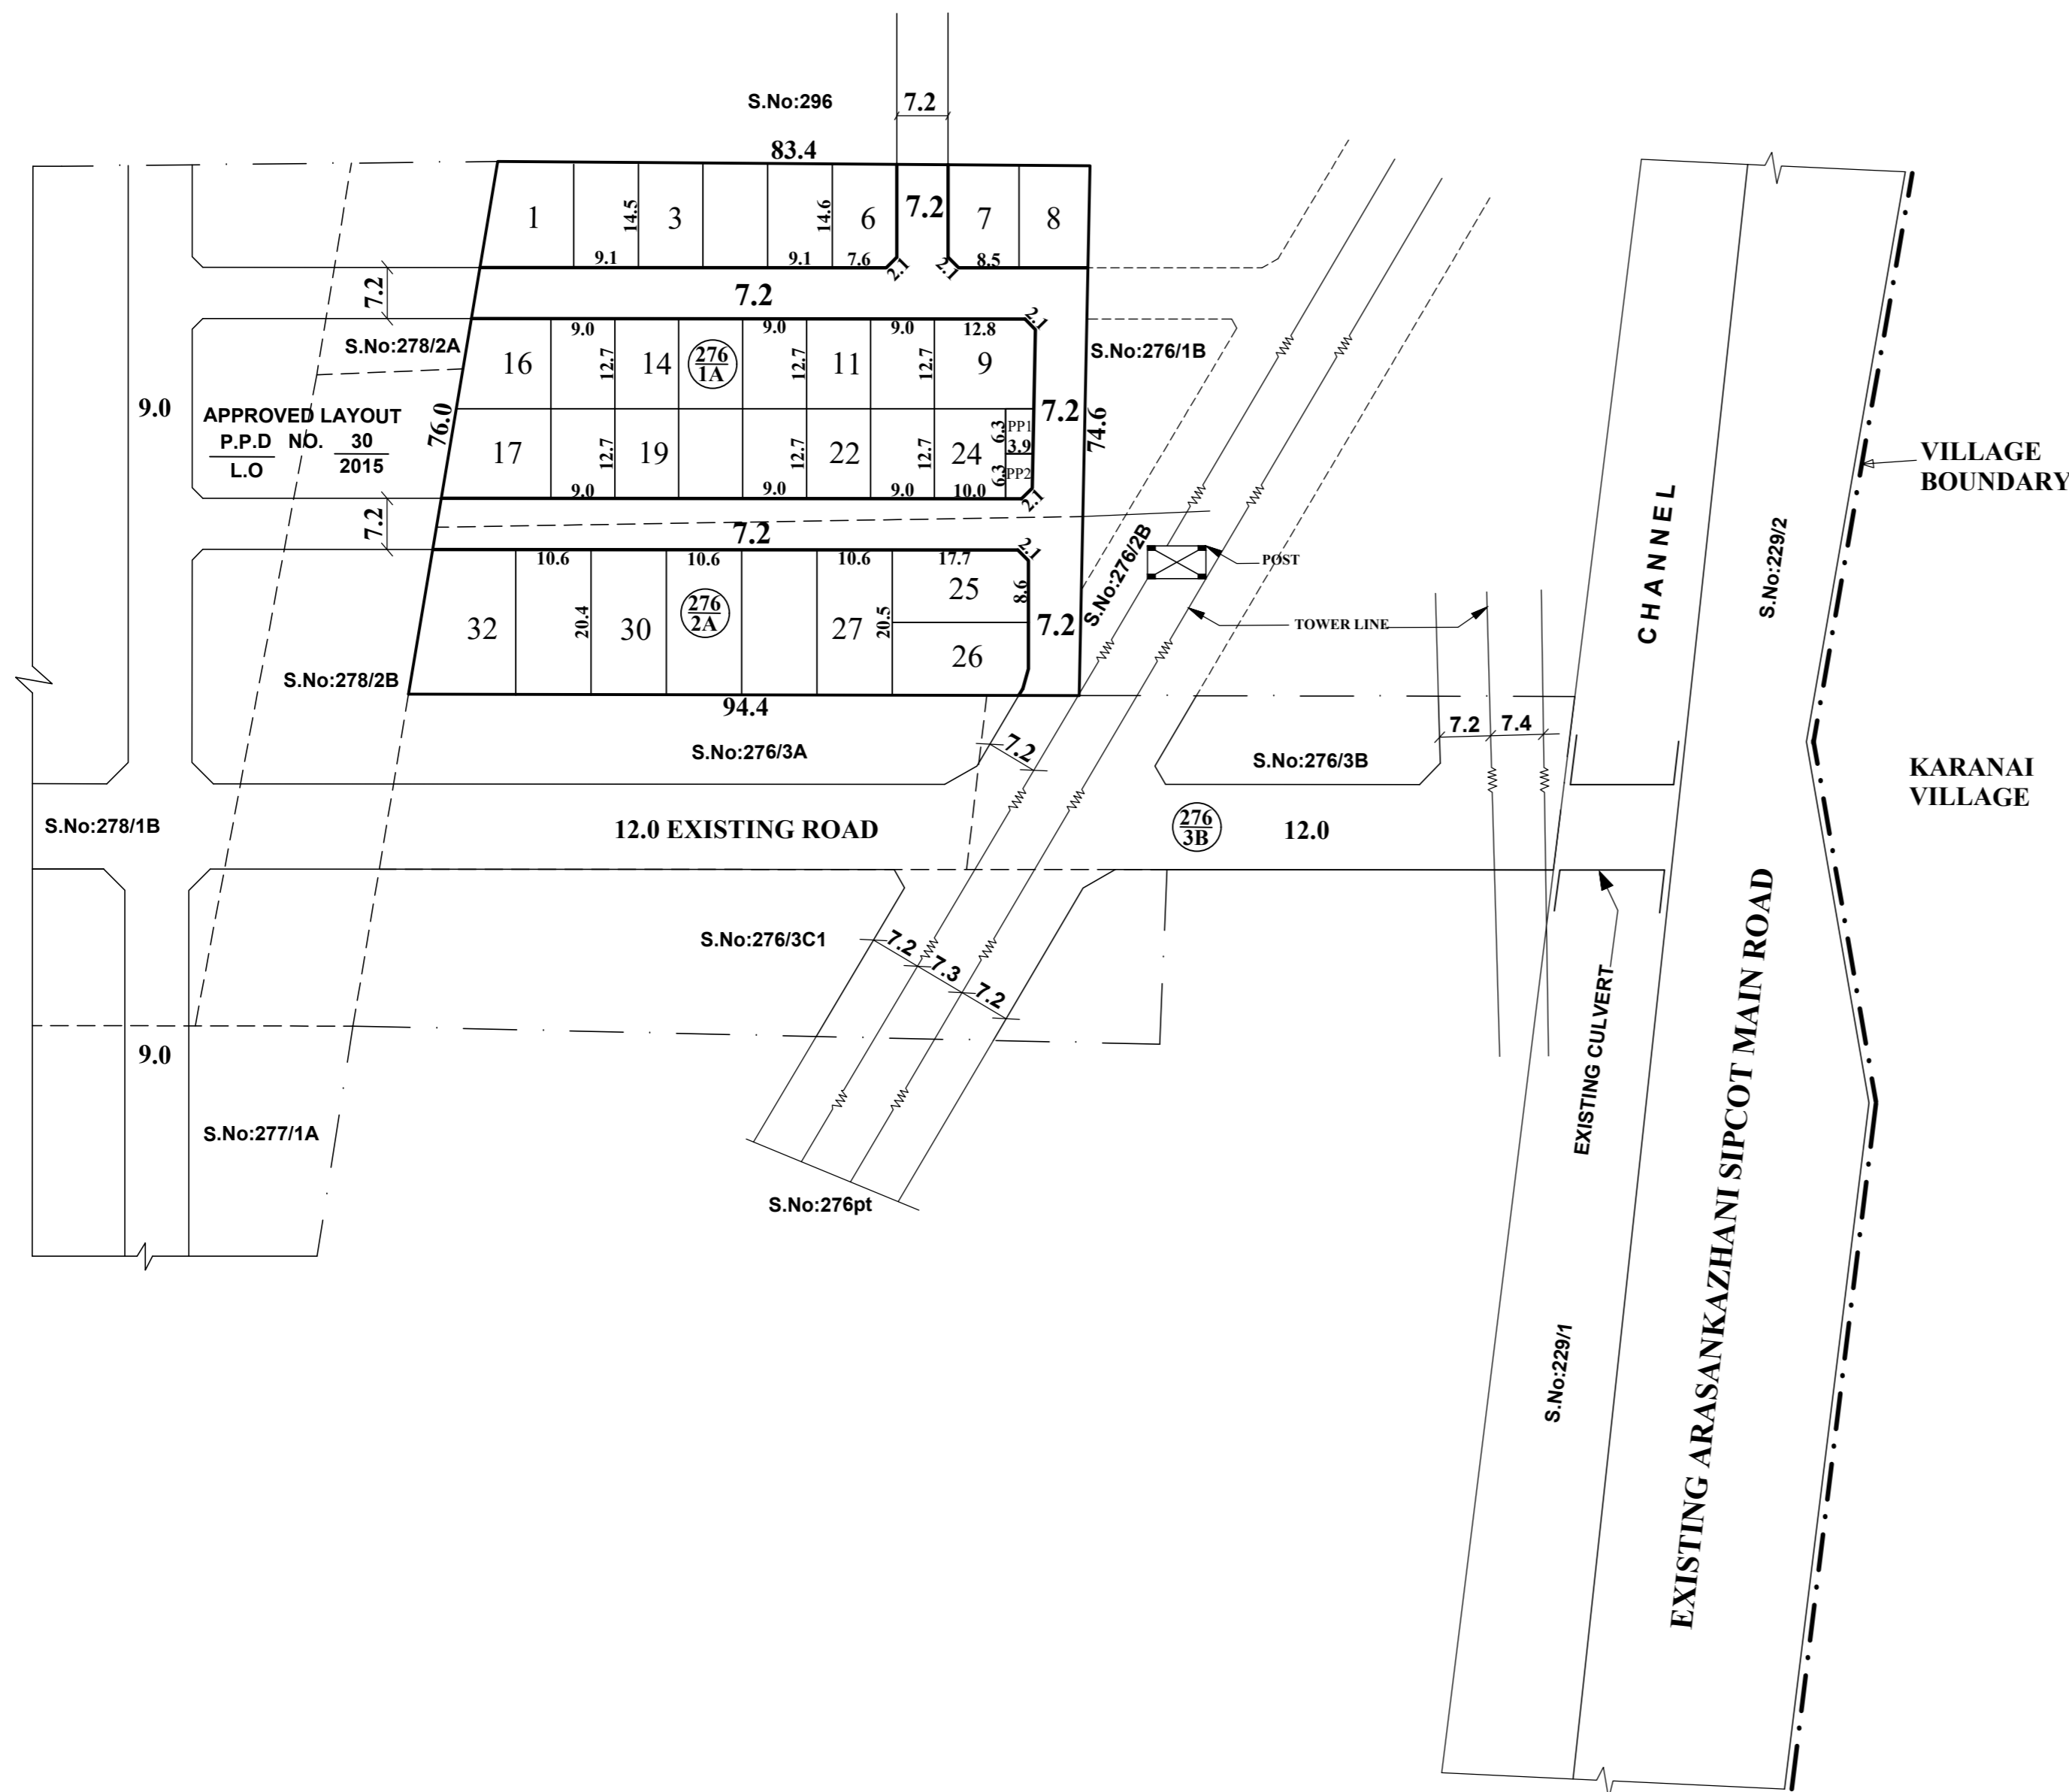 S.No:296
7.2
83.4
1
14.5
3
14.6
6
7.2
7
8
9.1
9.1
7.6
2.1
2.1
8.5
7.2
7.2
2.1
S.No:278/2A
9.0
9.0
9.0
12.8
16
12.7
14
276
1A
12.7
11
12.7
9
S.No:276/1B
9.0
APPROVED LAYOUT
P.P.D NO. 30
L.O 2015
76.0
7.2
74.6
17
12.7
19
12.7
22
12.7
24
6.3
PP1
3.9
6.3
PP2
9.0
9.0
9.0
10.0
2.1
7.2
7.2
2.1
10.6
10.6
10.6
17.7
25
8.6
32
20.4
30
276
2A
27
20.5
26
7.2
S.No:276/2B
POST
TOWER LINE
S.No:278/2B
94.4
S.No:276/3A
7.2
S.No:276/3B
7.2
7.4
CHANNEL
S.No:229/2
VILLAGE
BOUNDARY
KARANAI
VILLAGE
S.No:278/1B
12.0 EXISTING ROAD
276
3B
12.0
S.No:276/3C1
7.2
7.3
7.2
9.0
S.No:277/1A
S.No:276pt
EXISTING CULVERT
S.No:229/1
EXISTING ARASANKAZHANI SIPCOT MAIN ROAD